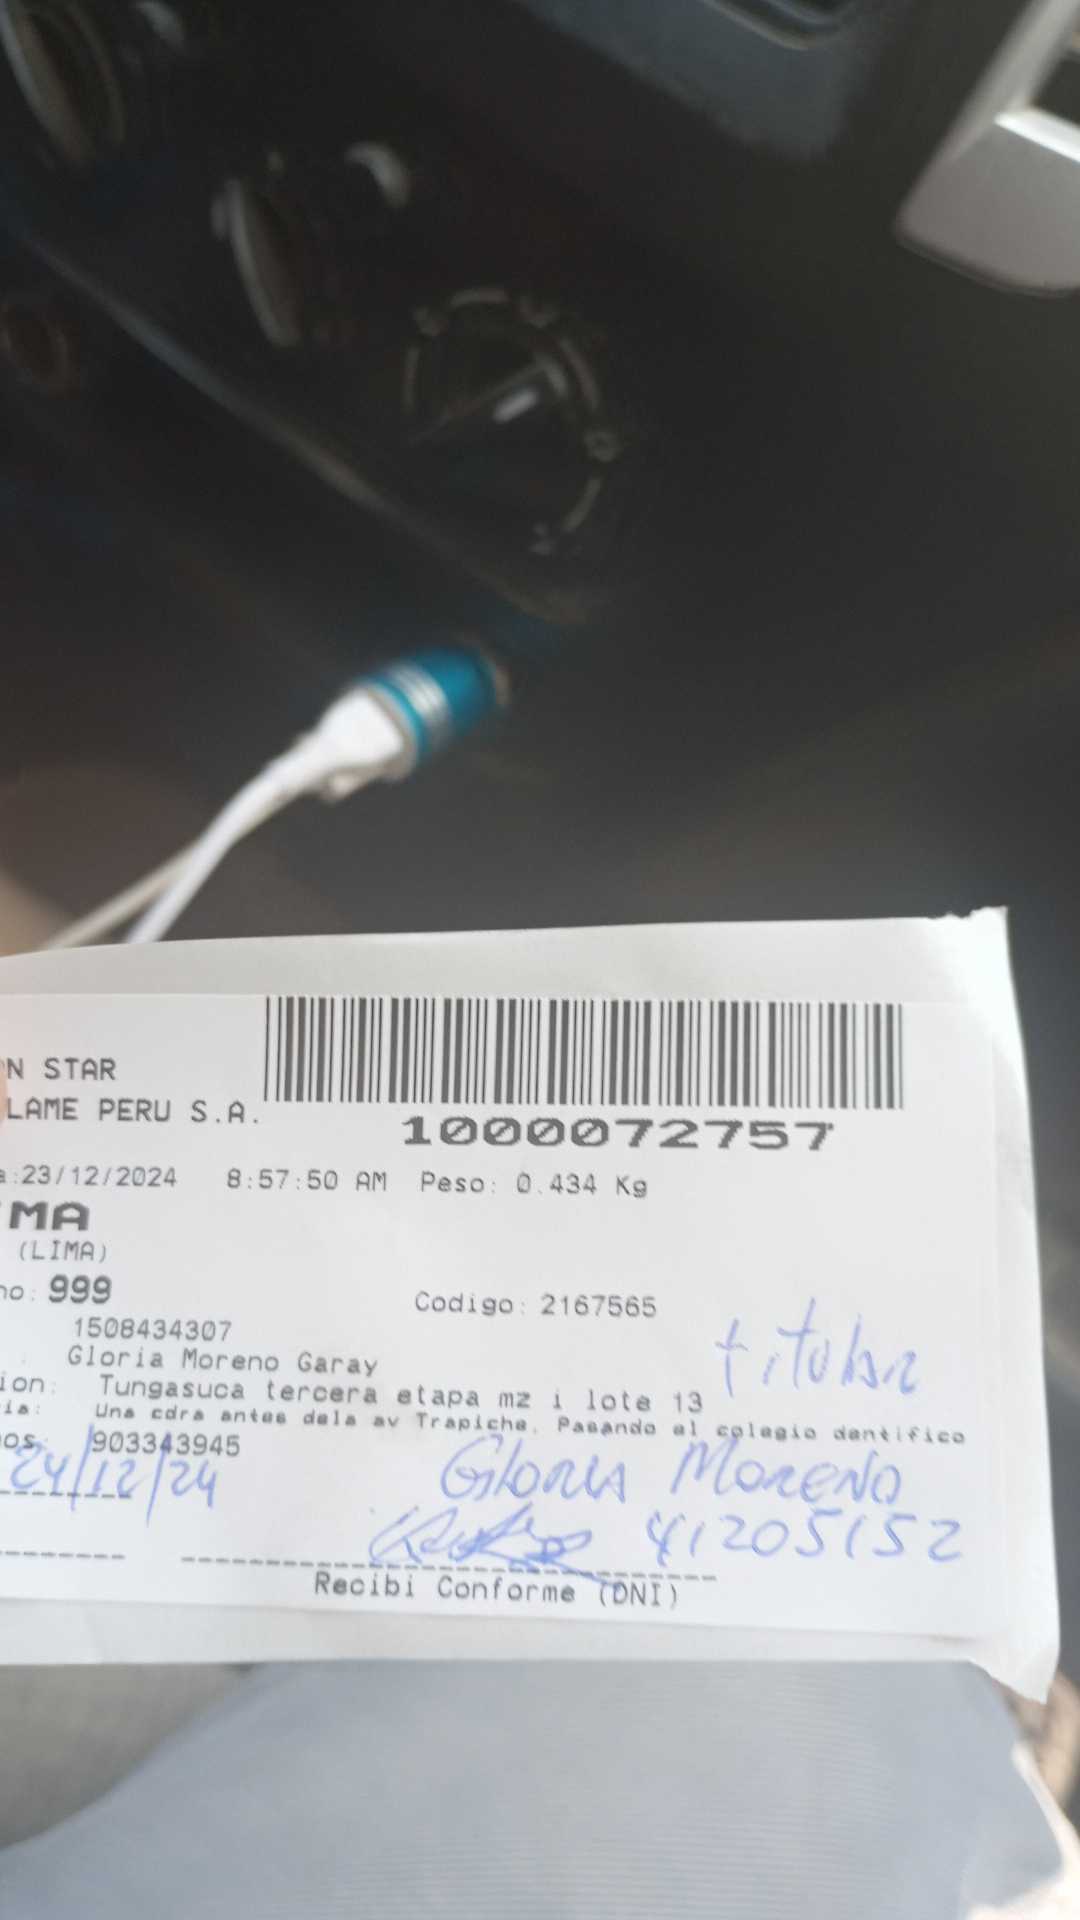 N STAR
LAME PERU S.A.
1000072757
a:23/12/2024 8:57:50 AM Peso: 0.434 Kg
MA
(LIMA)
no: 999 Codigo: 2167565
1508434307
Gloria Moreno Garay
titular
ion: Tungasuca tercera etapa mz i lote 13
ia: Una cdra antes dela av Trapiche, Pasando el colegio dentifico
nos: 903343945
24/12/24 Gloria Moreno
41205152
Recibi Conforme (DNI)